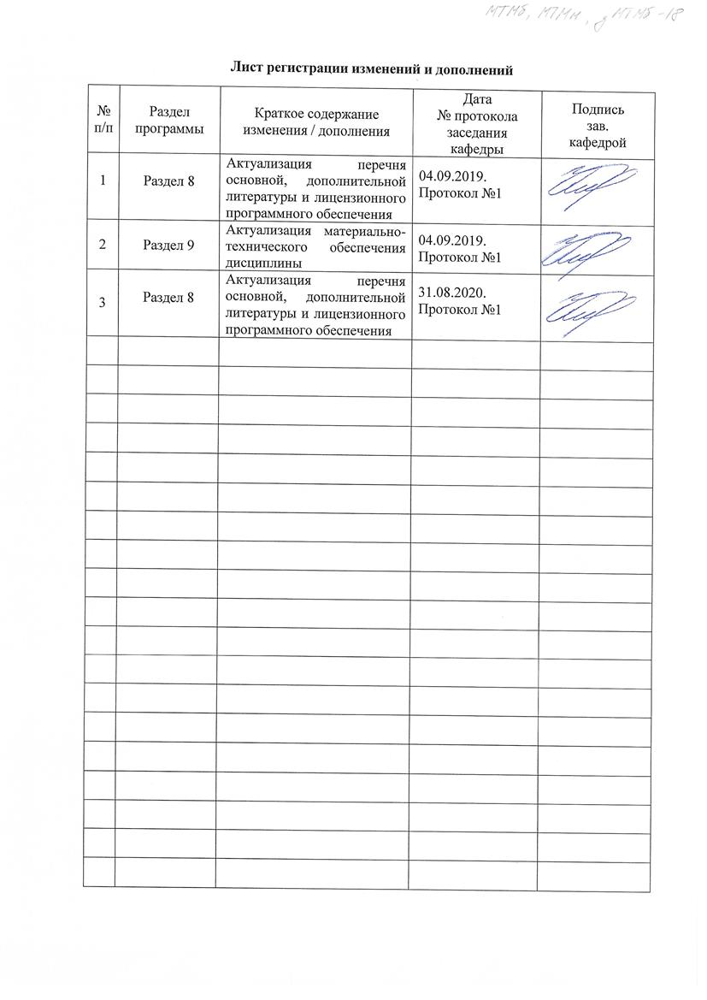 МТМб, МТМи, зМТМб-18
Лист регистрации изменений и дополнений
№
п/п
Раздел
программы
Краткое содержание
изменения / дополнения
Дата
№ протокола
заседания
кафедры
Подпись
зав.
кафедрой
1
Раздел 8
Актуализация перечня
основной, дополнительной
литературы и лицензионного
программного обеспечения
04.09.2019.
Протокол №1
2
Раздел 9
Актуализация материально-
технического обеспечения
дисциплины
04.09.2019.
Протокол №1
3
Раздел 8
Актуализация перечня
основной, дополнительной
литературы и лицензионного
программного обеспечения
31.08.2020.
Протокол №1